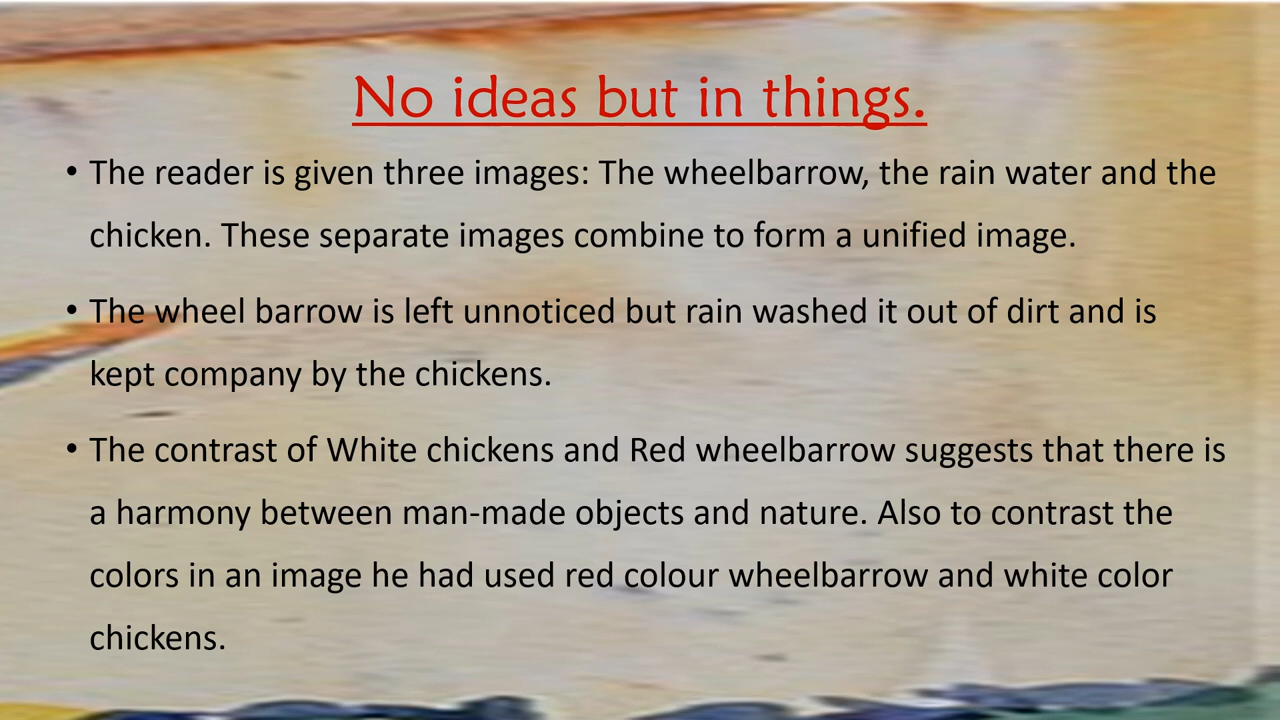 No ideas but in things.
• The reader is given three images: The wheelbarrow, the rain water and the
chicken. These separate images combine to form a unified image.
• The wheel barrow is left unnoticed but rain washed it out of dirt and is
kept company by the chickens.
• The contrast of White chickens and Red wheelbarrow suggests that there is
a harmony between man-made objects and nature. Also to contrast the
colors in an image he had used red colour wheelbarrow and white color
chickens.